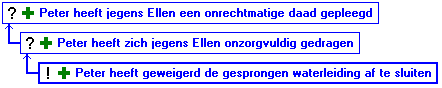 ? + Peter heeft jegens Ellen een onrechtmatige daad gepleegd
? + Peter heeft zich jegens Ellen onzorgvuldig gedragen
! + Peter heeft geweigerd de gesprongen waterleiding af te sluiten